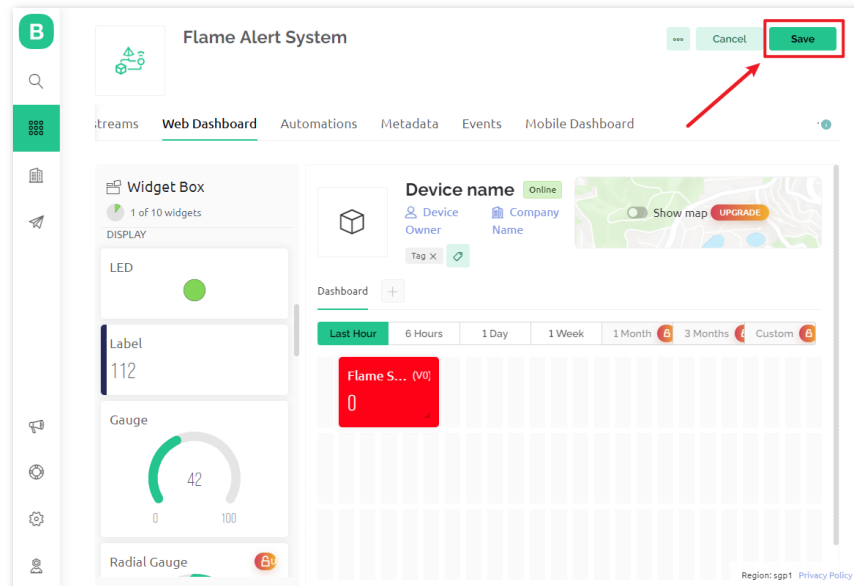 B
Flame Alert System
Cancel
Save
streams Web Dashboard Automations Metadata Events Mobile Dashboard
Widget Box
1 of 10 widgets
DISPLAY
LED
Label
112
Gauge
42
0 100
Radial Gauge
Device name Online
Device Owner
Company Name
Tag ×
Show map UPGRADE
Dashboard +
Last Hour 6 Hours 1 Day 1 Week 1 Month 3 Months Custom
Flame S... (V0)
0
Region: sgp1 Privacy Policy